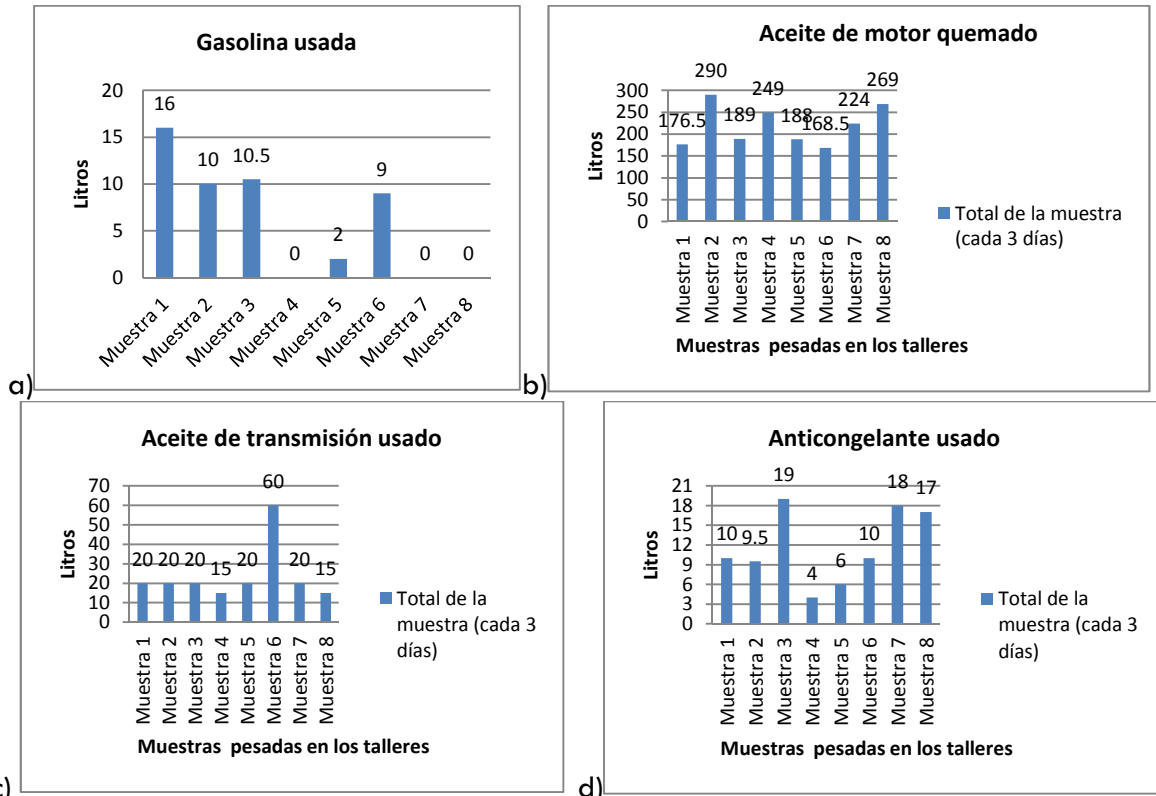 Gasolina usada
Litros
20
15
10
5
0
16
10
10.5
0
2
9
0
0
Muestra 1
Muestra 2
Muestra 3
Muestra 4
Muestra 5
Muestra 6
Muestra 7
Muestra 8
a)
Aceite de motor quemado
Litros
300
250
200
150
100
50
0
176.5
290
189
249
188
168.5
224
269
Muestra 1
Muestra 2
Muestra 3
Muestra 4
Muestra 5
Muestra 6
Muestra 7
Muestra 8
Muestras pesadas en los talleres
Total de la muestra
(cada 3 días)
b)
Aceite de transmisión usado
Litros
70
60
50
40
30
20
10
0
20
20
20
15
20
60
20
15
Muestra 1
Muestra 2
Muestra 3
Muestra 4
Muestra 5
Muestra 6
Muestra 7
Muestra 8
Muestras pesadas en los talleres
Total de la
muestra (cada 3
días)
c)
Anticongelante usado
Litros
21
18
15
12
9
6
3
0
10
9.5
19
4
6
10
18
17
Muestra 1
Muestra 2
Muestra 3
Muestra 4
Muestra 5
Muestra 6
Muestra 7
Muestra 8
Muestras pesadas en los talleres
Total de la
muestra (cada 3
días)
d)